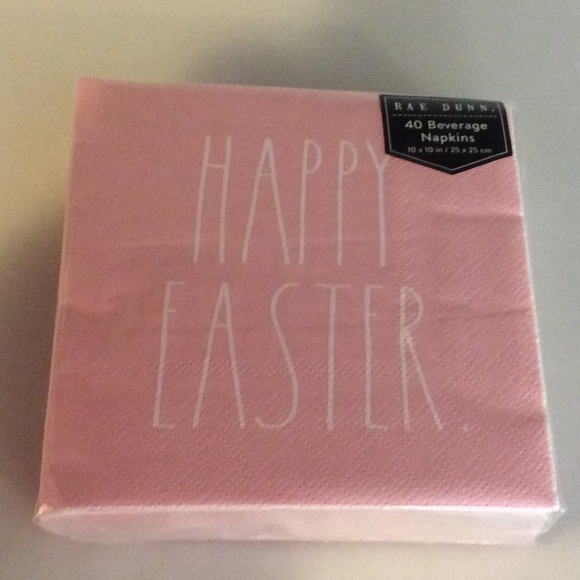 RAE DUNN.
40 Beverage
Napkins
10 x 10 in / 25 x 25 cm
HAPPY
EASTER.